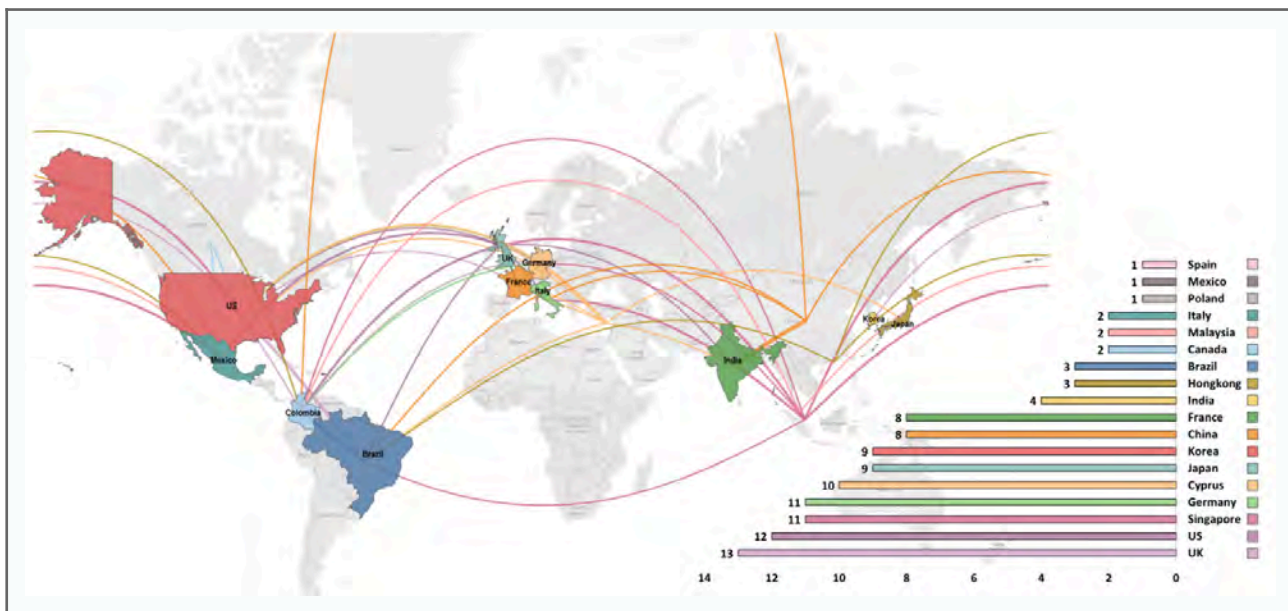 UK
Germany
France
Italy
US
Mexico
Colombia
Brazil
India
Korea
Japan
1 Spain
1 Mexico
1 Poland
2 Italy
2 Malaysia
2 Canada
3 Brazil
3 Hongkong
4 India
8 France
8 China
9 Korea
9 Japan
10 Cyprus
11 Germany
11 Singapore
12 US
13 UK
14 12 10 8 6 4 2 0